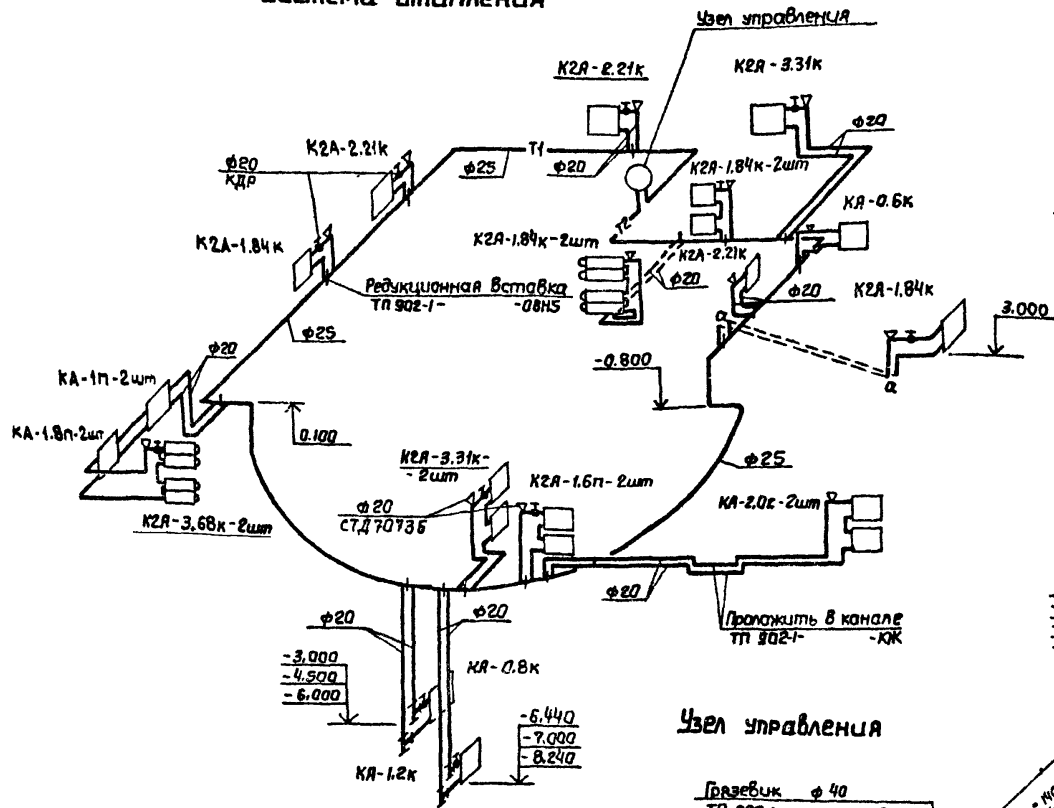 Система отопления
Узел управления
К2А-2.21к
К2А-3.31к
ф20
К2А-2.21к
Т1
ф20
КДР
ф25
ф20
К2А-1.84к-2шт
КА-0.6к
Т2
К2А-1.84к
К2А-1.84к-2шт
К2А-2.21к
ф20
ф20
К2А-1.84к
Редукционная вставка
ТП 902-1- -ОВН5
3.000
а
ф25
-0.800
ф20
а
КА-1п-2шт
0.100
КА-1.8п-2шт
К2А-3.31к-
-2шт
ф25
К2А-1.6п-2шт
КА-2.0к-2шт
ф20
СТД 7073Б
К2А-3.68к-2шт
ф20
Проложить в канале
ТП 902-1- -КЖ
ф20
ф20
-3.000
-4.500
-6.000
КА-0.8к
-6.440
-7.000
-8.240
Узел управления
КА-1.2к
Грязевик ф 40